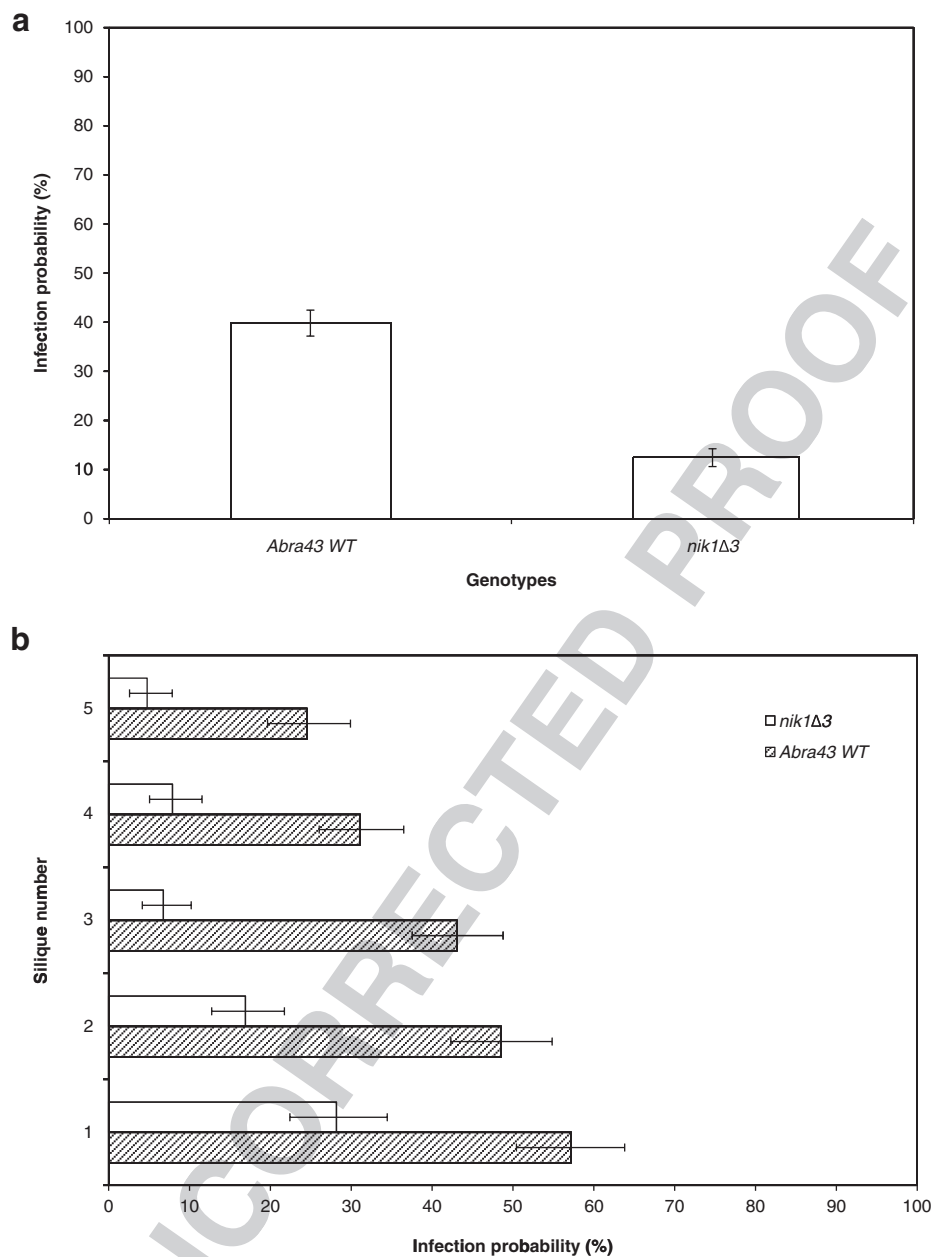 a
100
90
80
70
60
50
40
30
20
10
0
Infection probability (%)
Abra43 WT
nik1Δ3
Genotypes
b
5
4
3
2
1
Silique number
nik1Δ3
Abra43 WT
0 10 20 30 40 50 60 70 80 90 100
Infection probability (%)
NCORRECTED PROOF